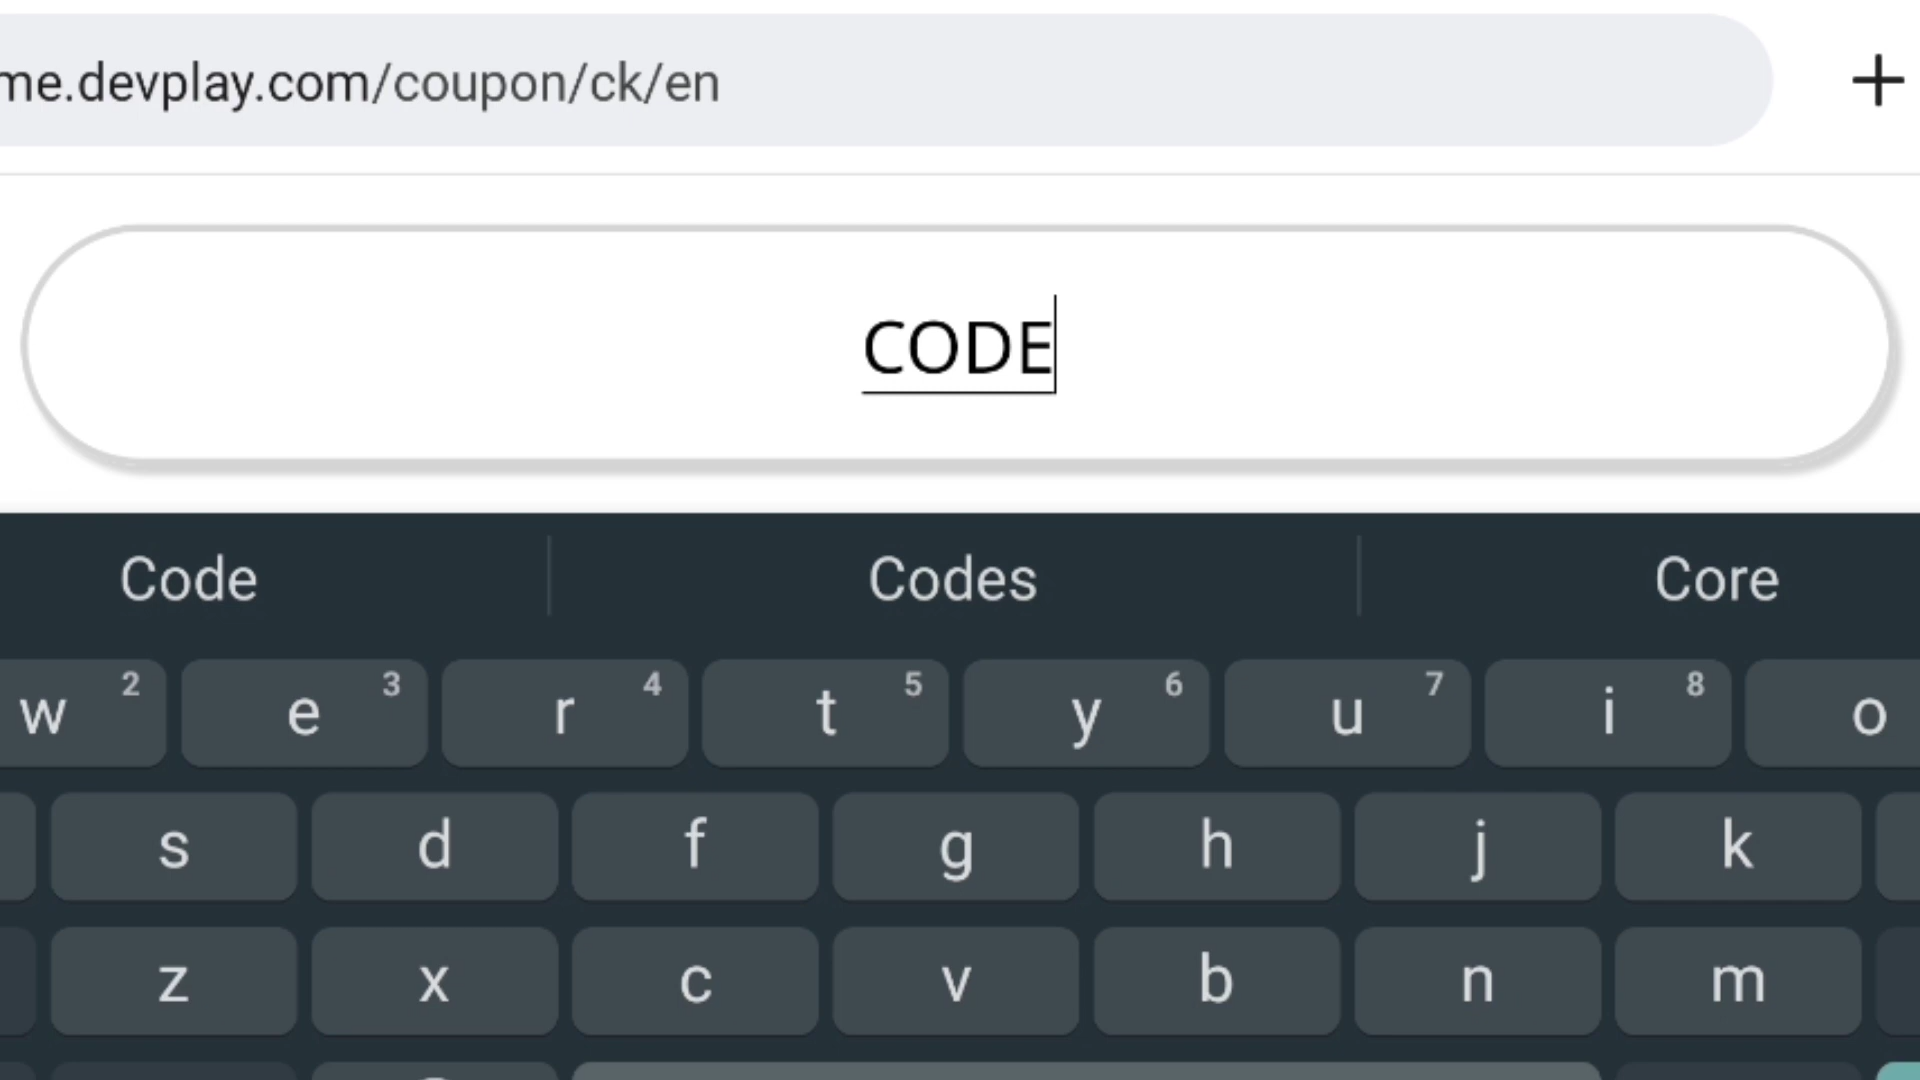 me.devplay.com/coupon/ck/en +
CODE
Code Codes Core
w 2 e 3 r 4 t 5 y 6 u 7 i 8 o
s d f g h j k
z x c v b n m